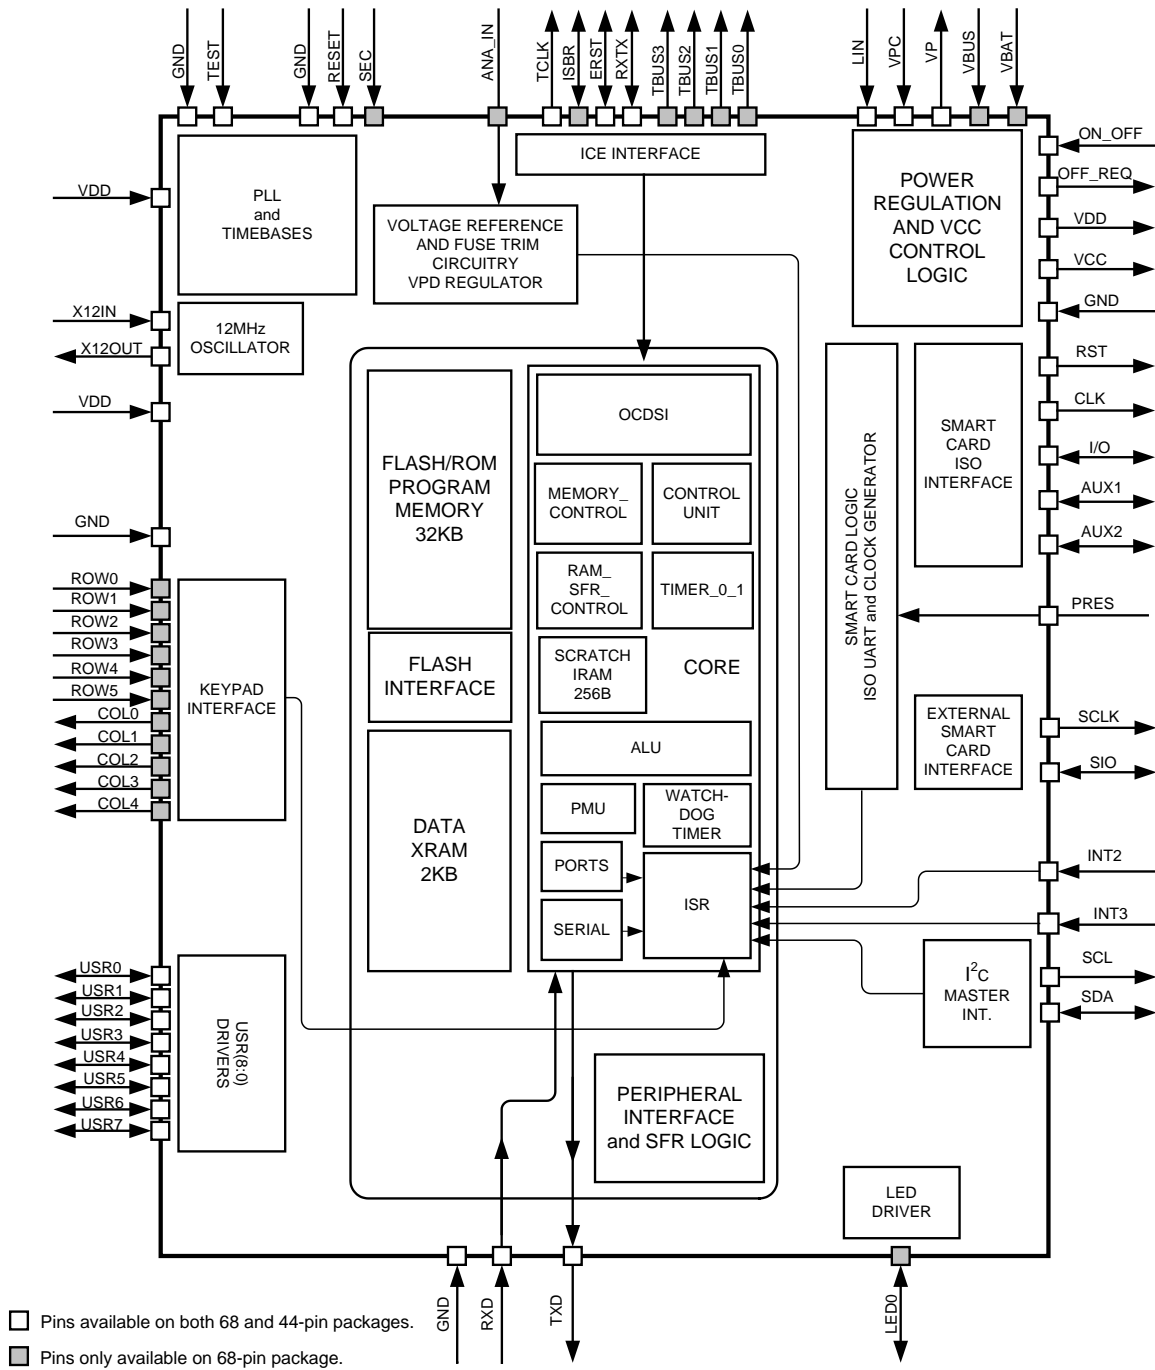 GND
TEST
GND
RESET
SEC
ANA_IN
TCLK
ISBR
ERST
RXTX
TBUS3
TBUS2
TBUS1
TBUS0
LIN
VPC
VP
VBUS
VBAT
VDD
X12IN
X12OUT
VDD
GND
ROW0
ROW1
ROW2
ROW3
ROW4
ROW5
COL0
COL1
COL2
COL3
COL4
USR0
USR1
USR2
USR3
USR4
USR5
USR6
USR7
PLL
and
TIMEBASES
12MHz
OSCILLATOR
KEYPAD
INTERFACE
USR(8:0)
DRIVERS
ICE INTERFACE
VOLTAGE REFERENCE
AND FUSE TRIM
CIRCUITRY
VPD REGULATOR
FLASH/ROM
PROGRAM
MEMORY
32KB
FLASH
INTERFACE
DATA
XRAM
2KB
OCDSI
MEMORY_
CONTROL
CONTROL
UNIT
RAM_
SFR_
CONTROL
TIMER_0_1
SCRATCH
IRAM
256B
CORE
ALU
PMU
WATCH-
DOG
TIMER
PORTS
SERIAL
ISR
PERIPHERAL
INTERFACE
and SFR LOGIC
POWER
REGULATION
AND VCC
CONTROL
LOGIC
SMART CARD LOGIC
ISO UART and CLOCK GENERATOR
SMART
CARD
ISO
INTERFACE
EXTERNAL
SMART
CARD
INTERFACE
I2C
MASTER
INT.
LED
DRIVER
ON_OFF
OFF_REQ
VDD
VCC
GND
RST
CLK
I/O
AUX1
AUX2
PRES
SCLK
SIO
INT2
INT3
SCL
SDA
GND
RXD
TXD
LED0
Pins available on both 68 and 44-pin packages.
Pins only available on 68-pin package.